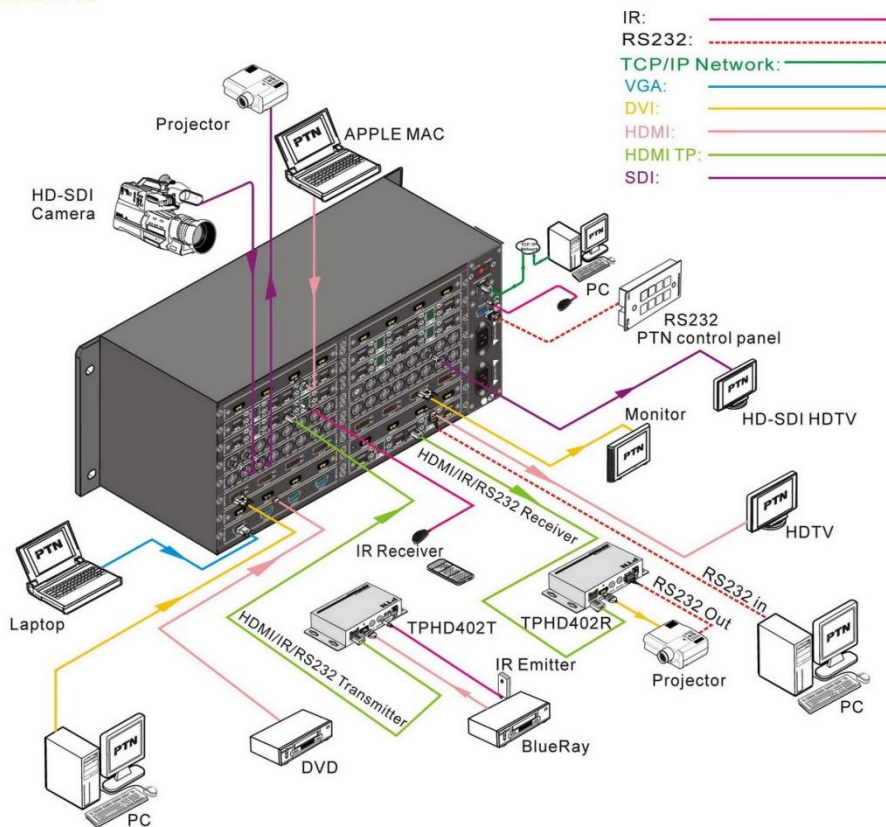 IR:
RS232:
TCP/IP Network:
VGA:
DVI:
HDMI:
HDMI TP:
SDI:
Projector
PTN
APPLE MAC
HD-SDI
Camera
TCP/IP
Network
PTN
PC
RS232
PTN control panel
PTN
HD-SDI HDTV
Monitor
PTN
HDMI/IR/RS232 Receiver
PTN
HDTV
IR Receiver
PTN
Laptop
TPHD402T
TPHD402R
RS232 in
RS232 Out
HDMI/IR/RS232 Transmitter
IR Emitter
Projector
PTN
PC
BlueRay
DVD
PTN
PC